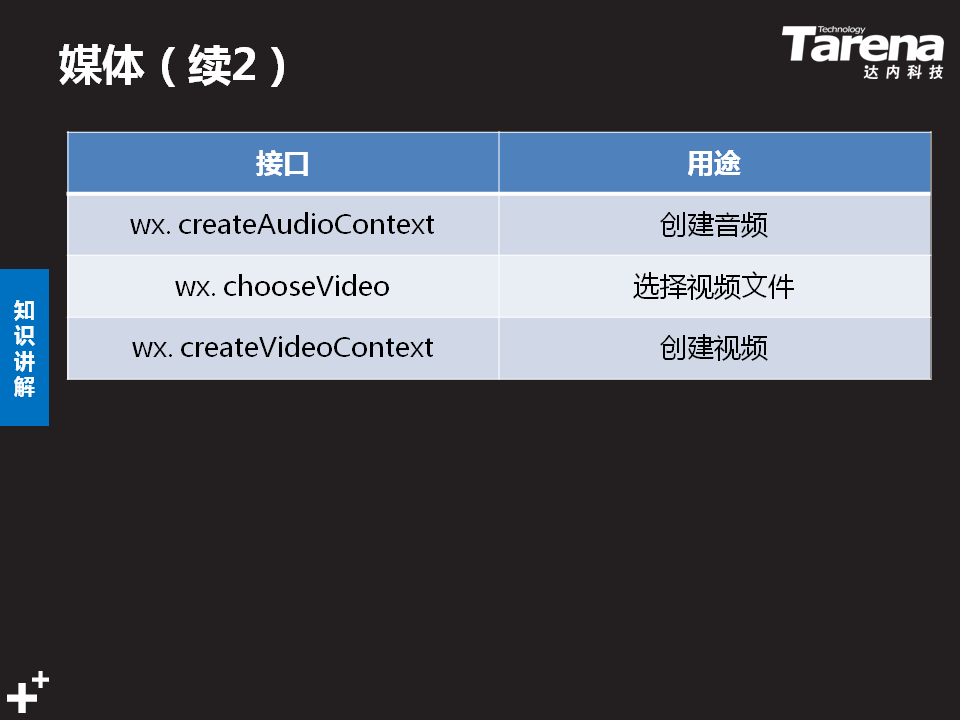 媒体（续2）
Technology
Tarena
达内科技
接口 用途
wx. createAudioContext 创建音频
wx. chooseVideo 选择视频文件
wx. createVideoContext 创建视频
知识讲解